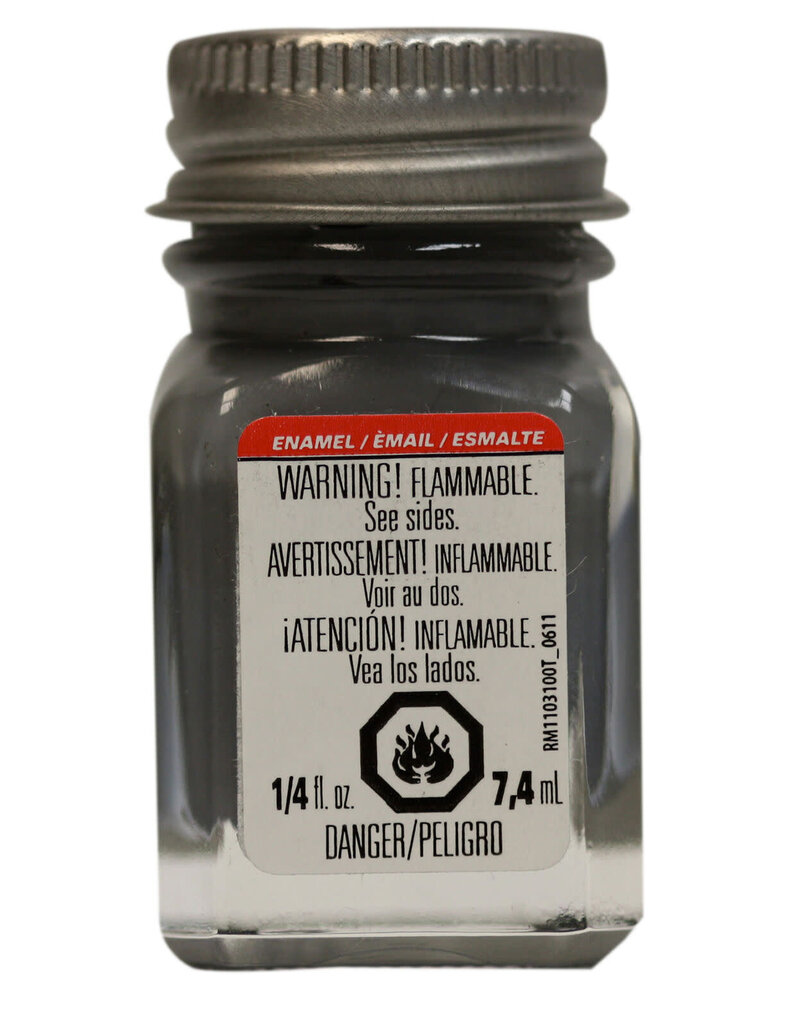 ENAMEL / ÈMAIL / ESMALTE
WARNING! FLAMMABLE.
See sides.
AVERTISSEMENT! INFLAMMABLE.
Voir au dos.
¡ATENCIÓN! INFLAMABLE.
Vea los lados.
RM1103100T_0611
1/4 fl. oz. 7,4 mL
DANGER/PELIGRO